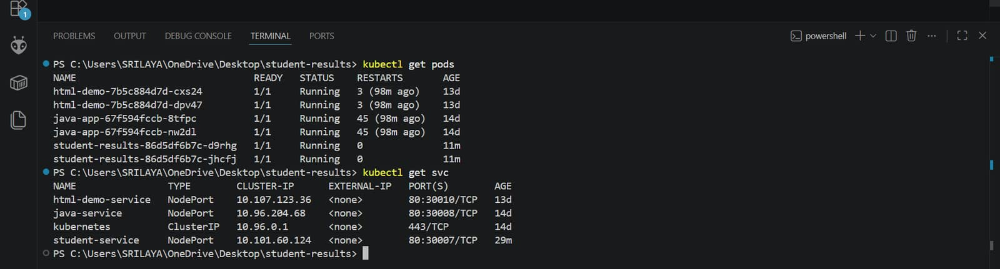 1
PROBLEMS OUTPUT DEBUG CONSOLE TERMINAL PORTS powershell
PS C:\Users\SRILAYA\OneDrive\Desktop\student-results> kubectl get pods
NAME READY STATUS RESTARTS AGE
html-demo-7b5c884d7d-cxs24 1/1 Running 3 (98m ago) 13d
html-demo-7b5c884d7d-dpv47 1/1 Running 3 (98m ago) 13d
java-app-67f594fccb-8tfpc 1/1 Running 45 (98m ago) 14d
java-app-67f594fccb-nw2dl 1/1 Running 45 (98m ago) 14d
student-results-86d5df6b7c-d9rhg 1/1 Running 0 11m
student-results-86d5df6b7c-jhcfj 1/1 Running 0 11m
PS C:\Users\SRILAYA\OneDrive\Desktop\student-results> kubectl get svc
NAME TYPE CLUSTER-IP EXTERNAL-IP PORT(S) AGE
html-demo-service NodePort 10.107.123.36 <none> 80:30010/TCP 13d
java-service NodePort 10.96.204.68 <none> 80:30008/TCP 14d
kubernetes ClusterIP 10.96.0.1 <none> 443/TCP 14d
student-service NodePort 10.101.60.124 <none> 80:30007/TCP 29m
PS C:\Users\SRILAYA\OneDrive\Desktop\student-results>